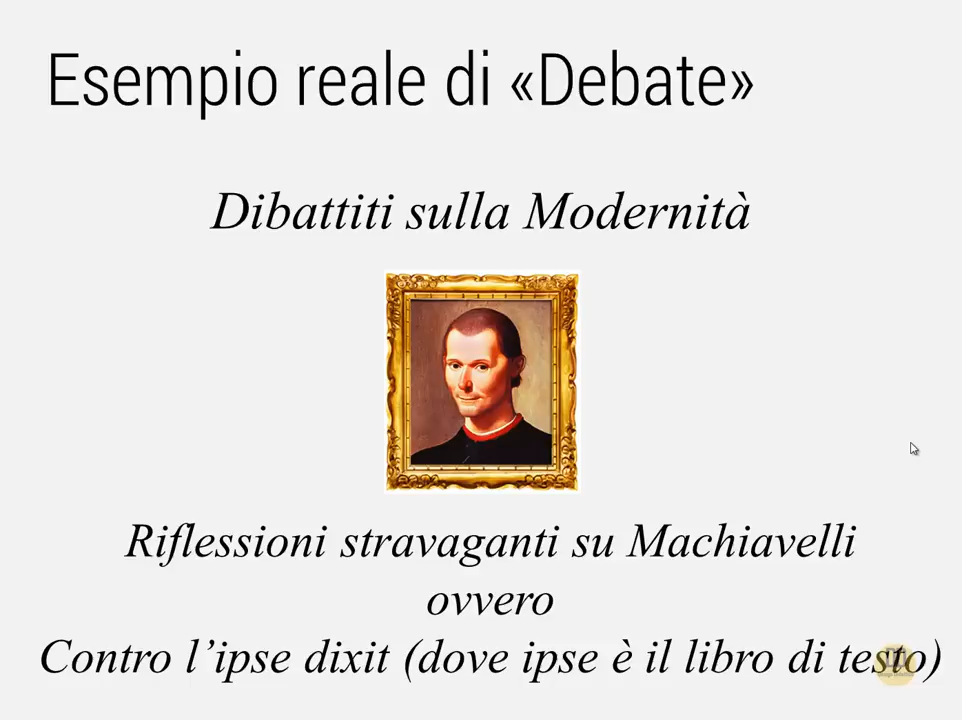 Esempio reale di «Debate»
Dibattiti sulla Modernità
Riflessioni stravaganti su Machiavelli
ovvero
Contro l’ipse dixit (dove ipse è il libro di testo)